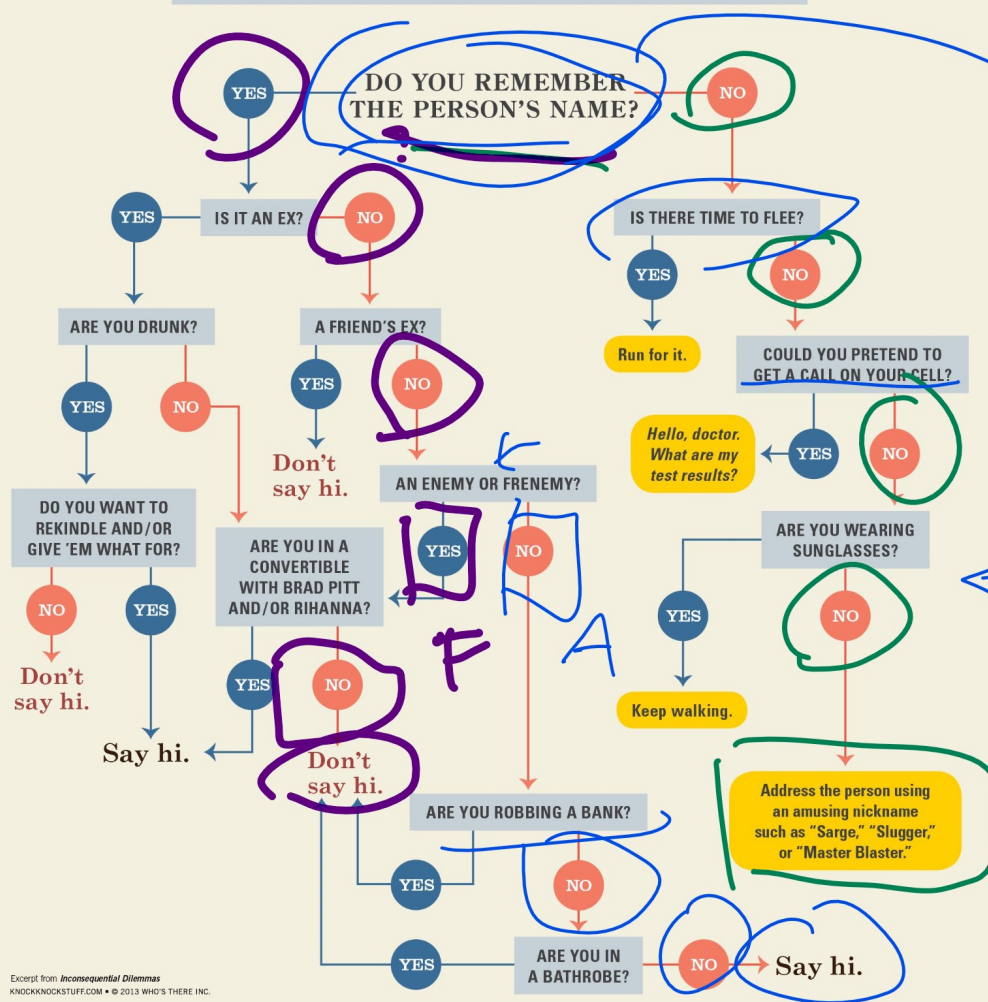 DO YOU REMEMBER
THE PERSON'S NAME?
YES
NO
YES
IS IT AN EX?
NO
IS THERE TIME TO FLEE?
YES
NO
ARE YOU DRUNK?
A FRIEND'S EX?
Run for it.
COULD YOU PRETEND TO
GET A CALL ON YOUR CELL?
YES
NO
YES
NO
Hello, doctor.
What are my
test results?
YES
NO
Don't
say hi.
AN ENEMY OR FRENEMY?
DO YOU WANT TO
REKINDLE AND/OR
GIVE 'EM WHAT FOR?
ARE YOU IN A
CONVERTIBLE
WITH BRAD PITT
AND/OR RIHANNA?
YES
NO
ARE YOU WEARING
SUNGLASSES?
NO
YES
YES
NO
F
A
YES
NO
Don't
say hi.
Keep walking.
Say hi.
Don't
say hi.
ARE YOU ROBBING A BANK?
Address the person using
an amusing nickname
such as "Sarge," "Slugger,"
or "Master Blaster."
YES
NO
YES
ARE YOU IN
A BATHROBE?
NO
Say hi.
Excerpt from Inconsequential Dilemmas
KNOCKKNOCKSTUFF.COM • © 2013 WHO'S THERE INC.